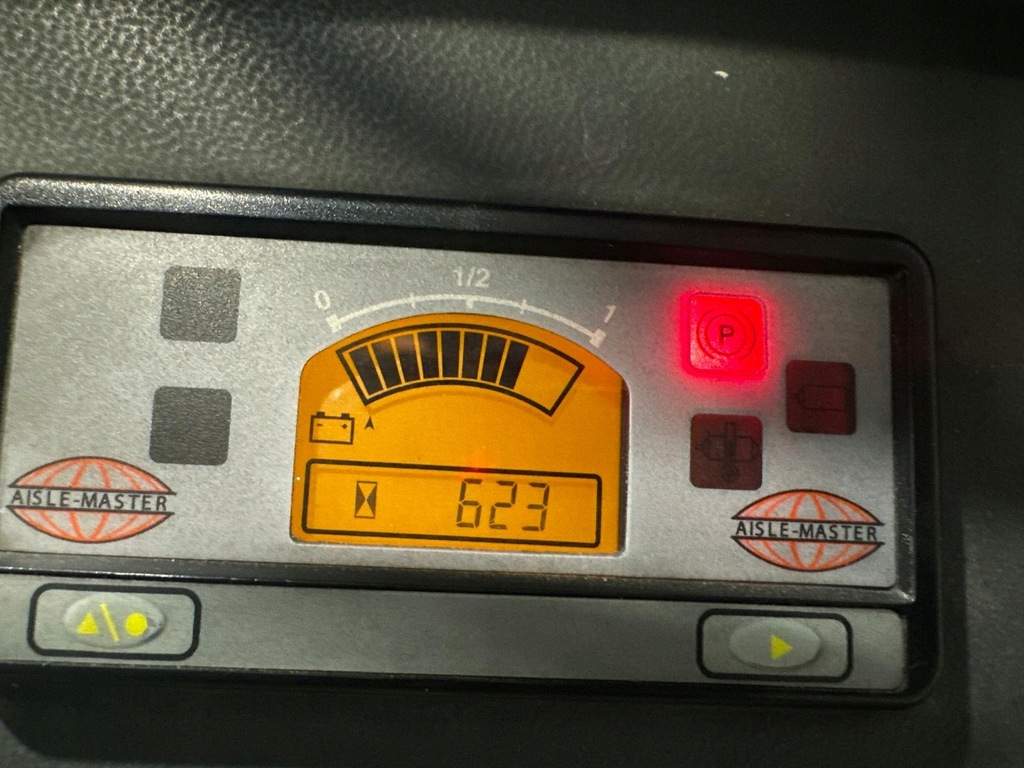 0 1/2 1
P
- +
623
AISLE-MASTER
AISLE-MASTER